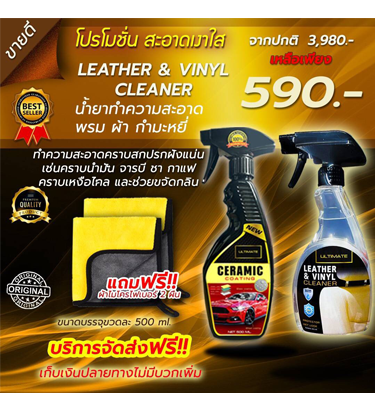 ขายดี
โปรโมชั่น สะอาดเงาใส
จากปกติ 3,980.-
เหลือเพียง
590.-
LEATHER & VINYL
CLEANER
น้ำยาทำความสะอาด
พรม ผ้า กำมะหยี่
BEST
SELLER
ทำความสะอาดคราบสกปรกฝังแน่น
เช่นคราบน้ำมัน จารบี ชา กาแฟ
คราบเหงื่อไคล และช่วยขจัดกลิ่น
PREMIUM
QUALITY
ORIGINAL
ORIGINAL
ORIGINAL
100%
NEW
ULTIMATE
CERAMIC
COATING
NET 500 ML.
ULTIMATE
LEATHER
& VINYL
CLEANER
แถมฟรี!!
ผ้าไมโครไฟเบอร์ 2 ผืน
ขนาดบรรจุขวดละ 500 ml.
บริการจัดส่งฟรี!!
เก็บเงินปลายทางไม่มีบวกเพิ่ม